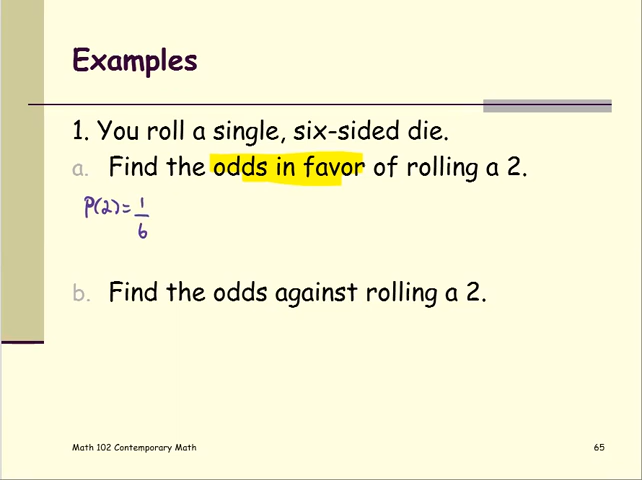 Examples
1. You roll a single, six-sided die.
a. Find the odds in favor of rolling a 2.
P(2)=1/6
b. Find the odds against rolling a 2.
Math 102 Contemporary Math 65